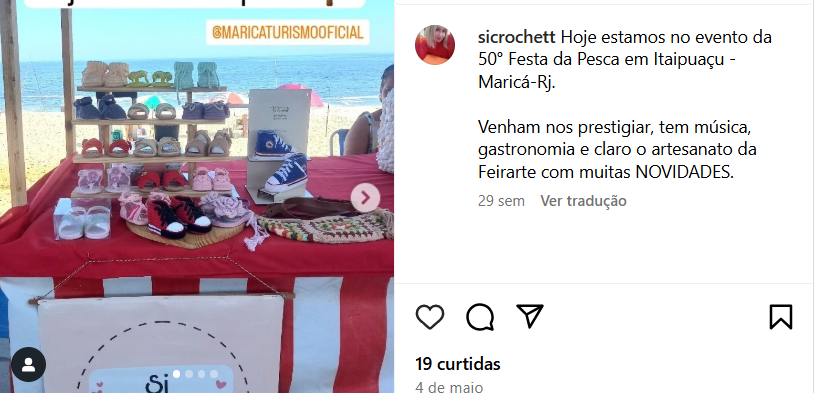 @MARICATURISMOOFICIAL
sicrochett Hoje estamos no evento da
50° Festa da Pesca em Itaipuaçu -
Maricá-Rj.
Venham nos prestigiar, tem música,
gastronomia e claro o artesanato da
Feirarte com muitas NOVIDADES.
29 sem Ver tradução
19 curtidas
4 de maio
Si